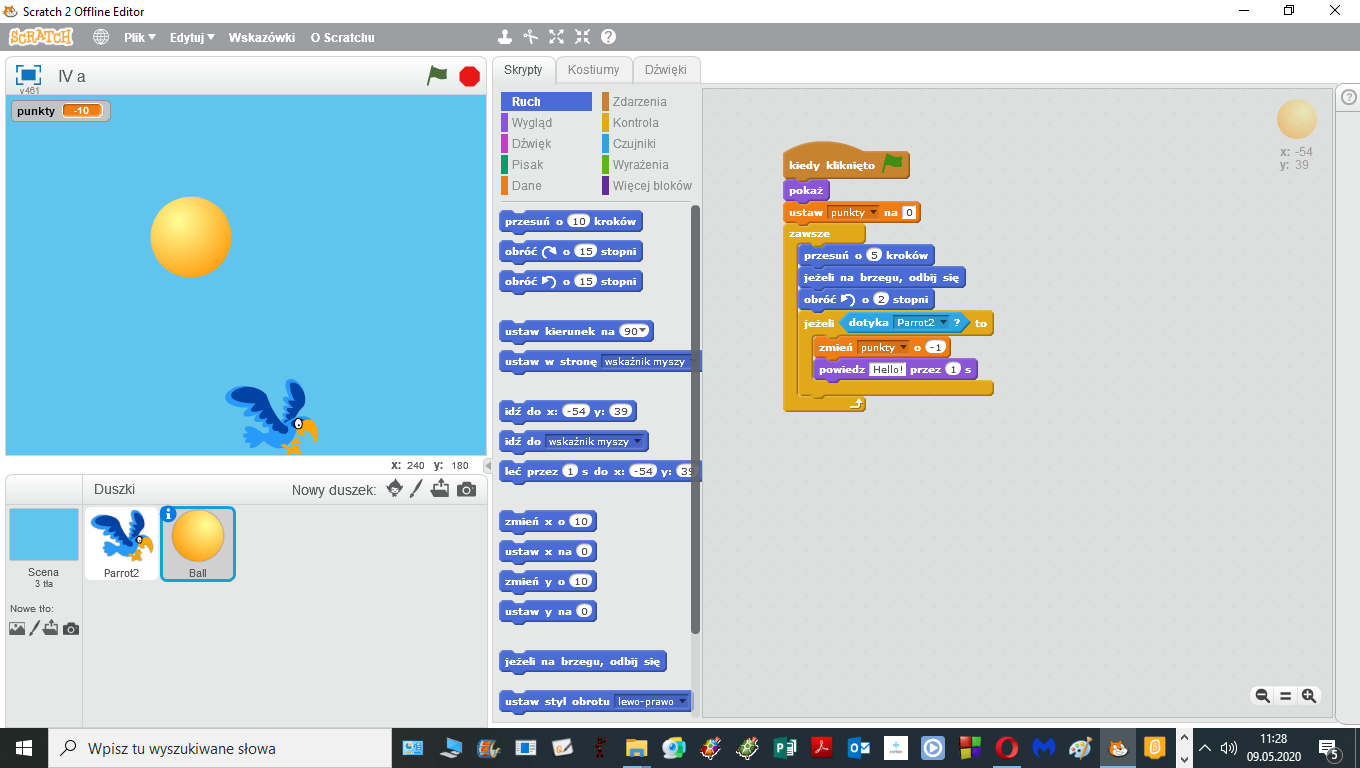 Scratch 2 Offline Editor
SCRATCH Plik Edytuj Wskazówki O Scratchu
v461 IV a
punkty -10
x: 240 y: 180
Duszki Nowy duszek:
Scena
3 tła
Nowe tło:
Parrot2
Ball
Skrypty Kostiumy Dźwięki
Ruch Zdarzenia
Wygląd Kontrola
Dźwięk Czujniki
Pisak Wyrażenia
Dane Więcej bloków
przesuń o 10 kroków
obróć o 15 stopni
obróć o 15 stopni
ustaw kierunek na 90
ustaw w stronę wskaźnik myszy
idź do x: -54 y: 39
idź do wskaźnik myszy
leć przez 1 s do x: -54 y: 39
zmień x o 10
ustaw x na 0
zmień y o 10
ustaw y na 0
jeżeli na brzegu, odbij się
ustaw styl obrotu lewo-prawo
kiedy kliknięto
pokaż
ustaw punkty na 0
zawsze
przesuń o 5 kroków
jeżeli na brzegu, odbij się
obróć o 2 stopni
jeżeli dotyka Parrot2 ? to
zmień punkty o -1
powiedz Hello! przez 1 s
x: -54
y: 39
Wpisz tu wyszukiwane słowa
11:28
09.05.2020
5